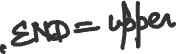 .END = upper